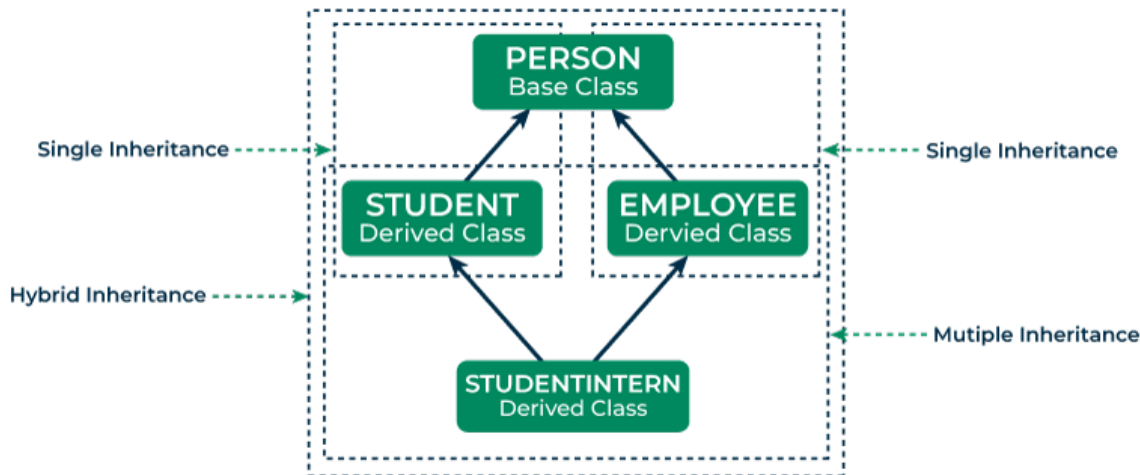 PERSON
Base Class
Single Inheritance
Single Inheritance
STUDENT
Derived Class
EMPLOYEE
Dervied Class
Hybrid Inheritance
Mutiple Inheritance
STUDENTINTERN
Derived Class